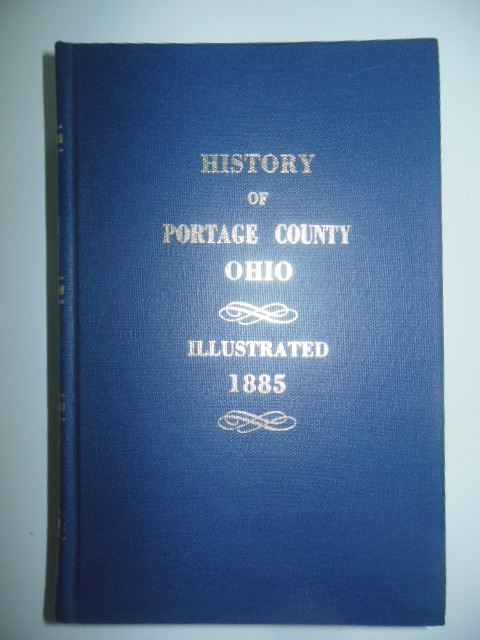 HISTORY
OF
PORTAGE COUNTY
OHIO
ILLUSTRATED
1885